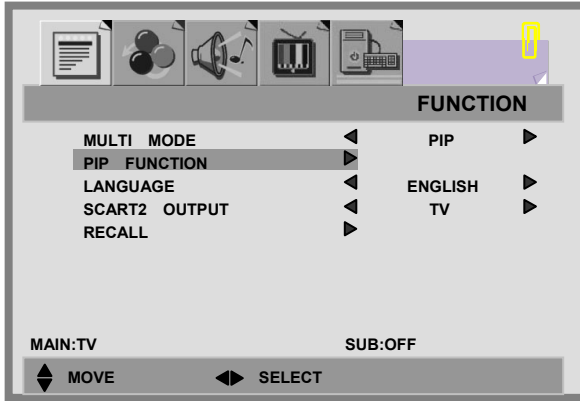 FUNCTION
MULTI MODE PIP
PIP FUNCTION
LANGUAGE ENGLISH
SCART2 OUTPUT TV
RECALL
MAIN:TV SUB:OFF
MOVE SELECT